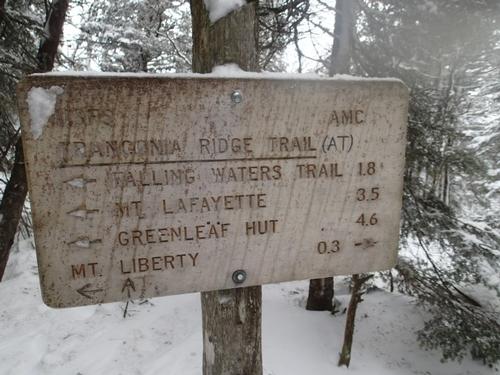 AMC
FRANCONIA RIDGE TRAIL (AT)
← FALLING WATERS TRAIL 1.8
← MT. LAFAYETTE 3.5
← GREENLEAF HUT 4.6
MT. LIBERTY 0.3 →